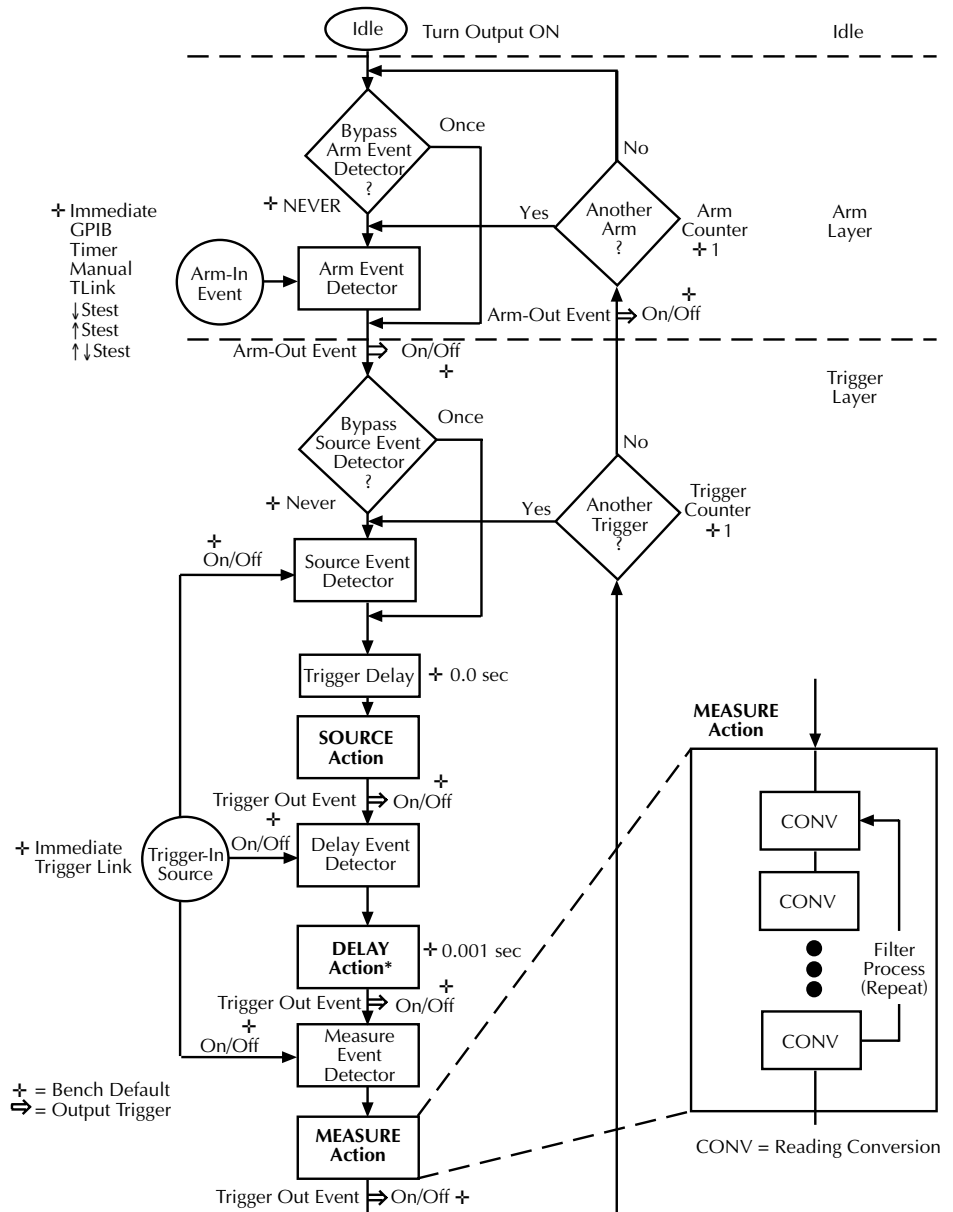 Idle
Turn Output ON
Idle
Bypass
Arm Event
Detector
?
Once
No
✛ NEVER
✛ Immediate
GPIB
Timer
Manual
TLink
↓Stest
↑Stest
↑↓Stest
Yes
Another
Arm
?
Arm
Counter
✛ 1
Arm
Layer
Arm-In
Event
Arm Event
Detector
Arm-Out Event ⇨ On/Off
✛
Arm-Out Event ⇨ On/Off
✛
Trigger
Layer
Bypass
Source Event
Detector
?
Once
No
✛ Never
Yes
Another
Trigger
?
Trigger
Counter
✛ 1
✛
On/Off
Source Event
Detector
Trigger Delay
✛ 0.0 sec
SOURCE
Action
✛
Trigger Out Event ⇨ On/Off
✛
On/Off
✛ Immediate
Trigger Link
Trigger-In
Source
Delay Event
Detector
DELAY
Action*
✛ 0.001 sec
✛
Trigger Out Event ⇨ On/Off
✛
On/Off
Measure
Event
Detector
✛ = Bench Default
⇨ = Output Trigger
MEASURE
Action
Trigger Out Event ⇨ On/Off ✛
MEASURE
Action
CONV
CONV
Filter
Process
(Repeat)
CONV
CONV = Reading Conversion